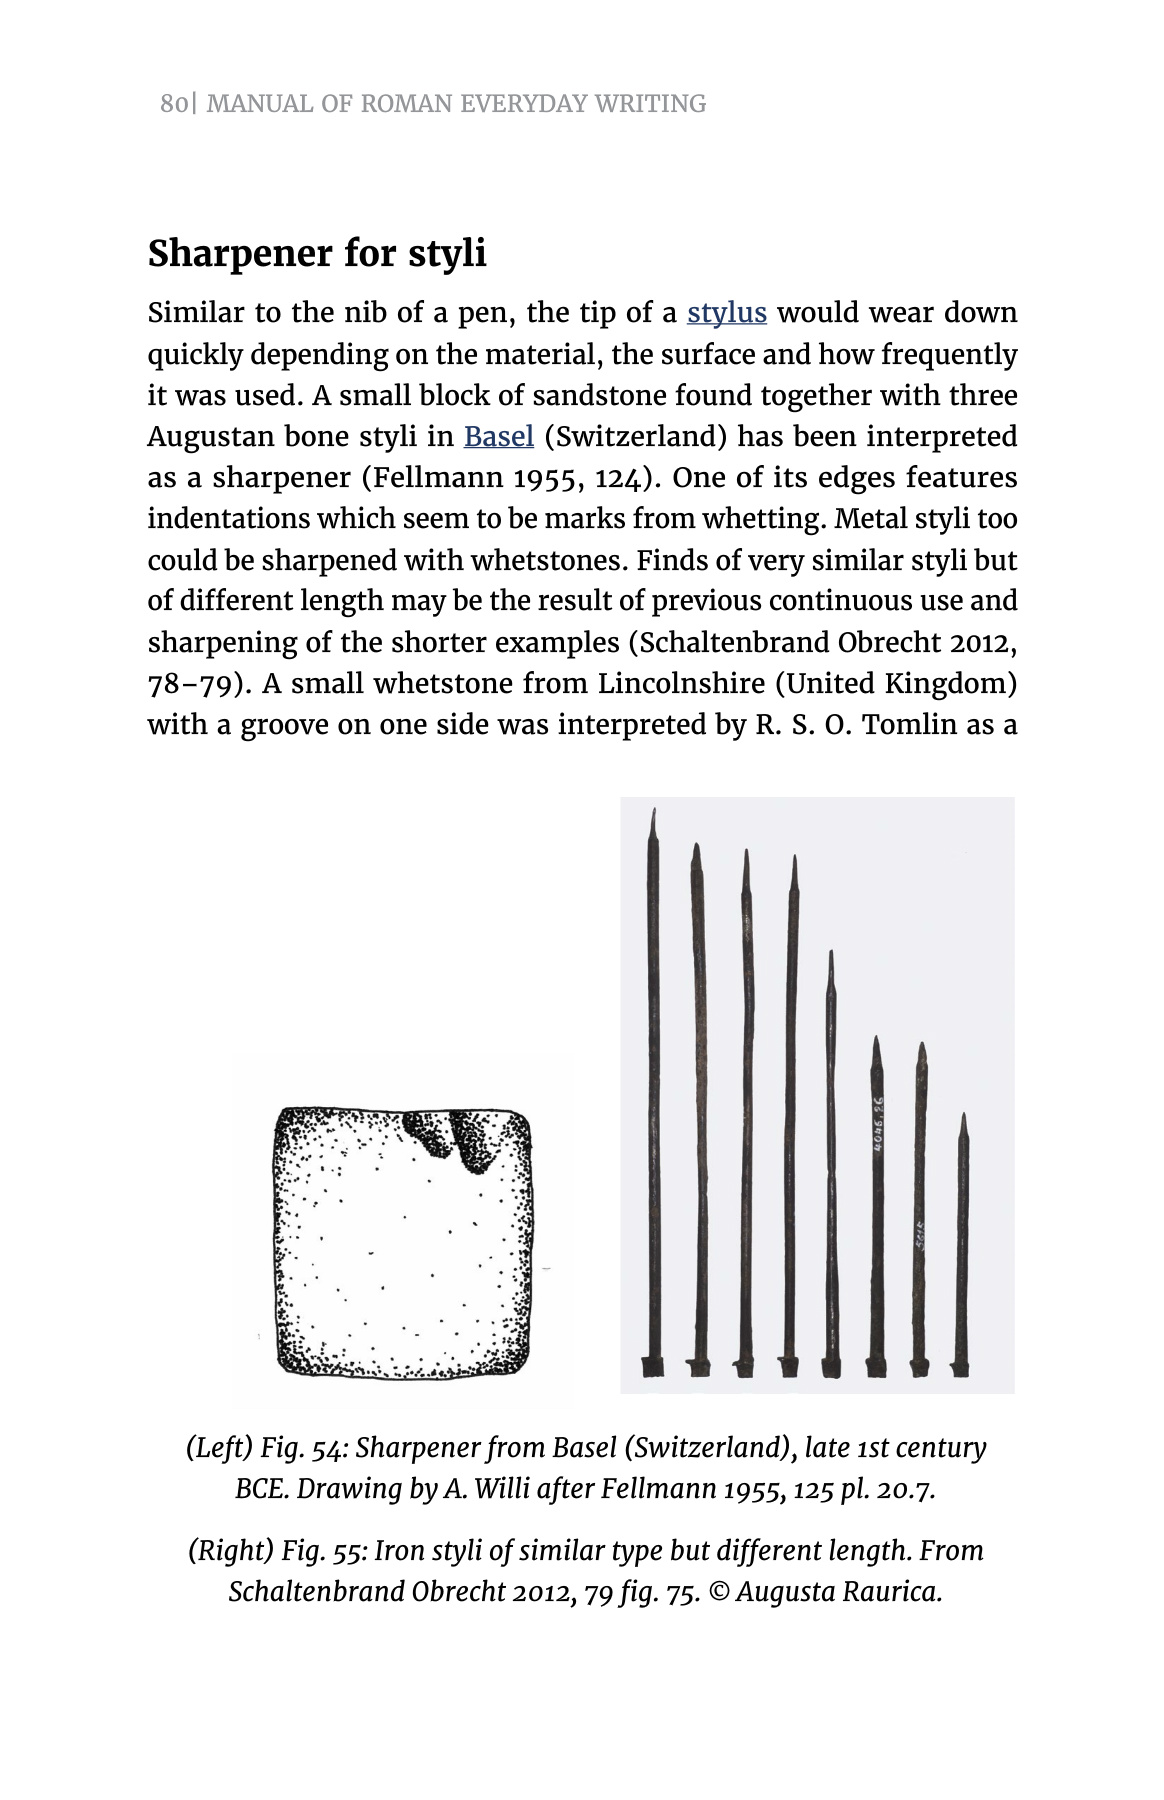 80| MANUAL OF ROMAN EVERYDAY WRITING
Sharpener for styli
Similar to the nib of a pen, the tip of a stylus would wear down
quickly depending on the material, the surface and how frequently
it was used. A small block of sandstone found together with three
Augustan bone styli in Basel (Switzerland) has been interpreted
as a sharpener (Fellmann 1955, 124). One of its edges features
indentations which seem to be marks from whetting. Metal styli too
could be sharpened with whetstones. Finds of very similar styli but
of different length may be the result of previous continuous use and
sharpening of the shorter examples (Schaltenbrand Obrecht 2012,
78–79). A small whetstone from Lincolnshire (United Kingdom)
with a groove on one side was interpreted by R. S. O. Tomlin as a
4046.26
(Left) Fig. 54: Sharpener from Basel (Switzerland), late 1st century
BCE. Drawing by A. Willi after Fellmann 1955, 125 pl. 20.7.
(Right) Fig. 55: Iron styli of similar type but different length. From
Schaltenbrand Obrecht 2012, 79 fig. 75. © Augusta Raurica.